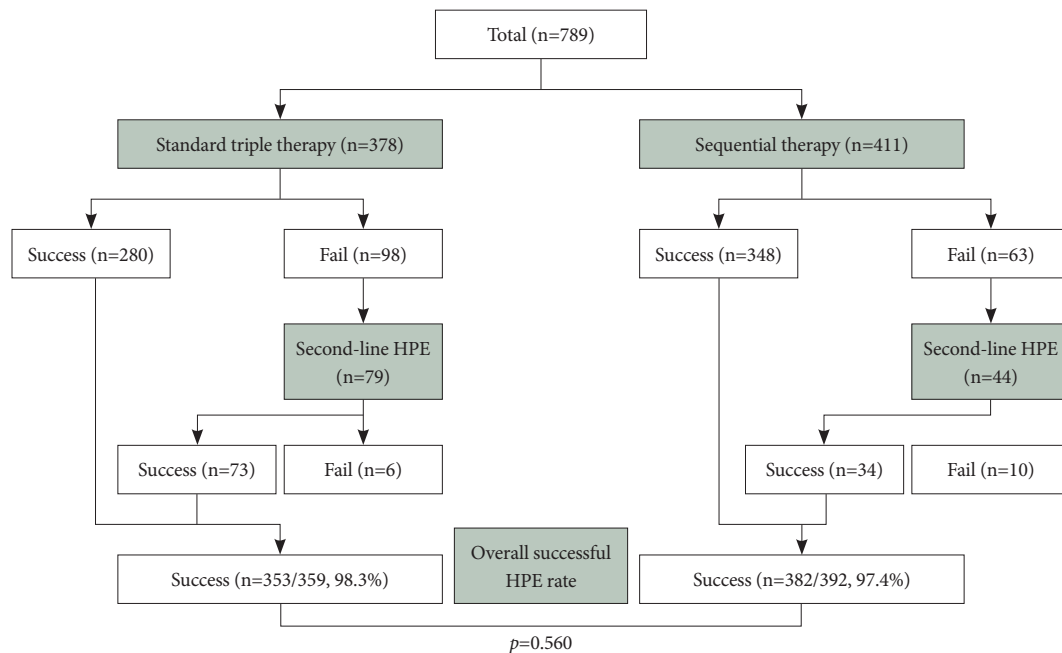 Total (n=789)
Standard triple therapy (n=378)
Sequential therapy (n=411)
Success (n=280)
Fail (n=98)
Success (n=348)
Fail (n=63)
Second-line HPE
(n=79)
Second-line HPE
(n=44)
Success (n=73)
Fail (n=6)
Success (n=34)
Fail (n=10)
Success (n=353/359, 98.3%)
Overall successful
HPE rate
Success (n=382/392, 97.4%)
p=0.560